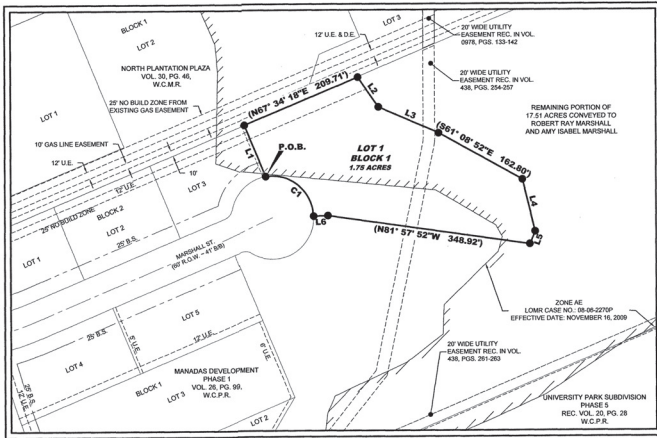 BLOCK 1
LOT 2
LOT 1
NORTH PLANTATION PLAZA
VOL. 30, PG. 46,
W.C.M.R.
25' NO BUILD ZONE FROM
EXISTING GAS EASEMENT
10' GAS LINE EASEMENT
12' U.E.
12' U.E. & D.E.
LOT 3
20' WIDE UTILITY
EASEMENT REC. IN VOL.
0978, PGS. 133-142
20' WIDE UTILITY
EASEMENT REC. IN VOL.
438, PGS. 254-257
REMAINING PORTION OF
17.51 ACRES CONVEYED TO
ROBERT RAY MARSHALL
AND AMY ISABEL MARSHALL
(N67° 34' 18"E 209.71')
L2
L3
(S61° 08' 52"E 162.80')
L4
L5
(N81° 57' 52"W 348.92')
L6
C1
L1
P.O.B.
LOT 1
BLOCK 1
1.75 ACRES
10'
12' U.E.
LOT 3
25' NO BUILD ZONE
BLOCK 2
LOT 2
25' B.S.
LOT 1
MARSHALL ST.
(60' R.O.W. - 41' B/B)
ZONE AE
LOMR CASE NO.: 08-06-2270P
EFFECTIVE DATE: NOVEMBER 16, 2009
LOT 5
25' B.S.
5' U.E.
12' U.E.
6' U.E.
LOT 4
MANADAS DEVELOPMENT
PHASE 1
VOL. 26, PG. 99,
W.C.P.R.
BLOCK 1
LOT 3
LOT 2
25' B.S.
12' U.E.
20' WIDE UTILITY
EASEMENT REC. IN VOL.
438, PGS. 261-263
UNIVERSITY PARK SUBDIVISION
PHASE 5
REC. VOL. 20, PG. 28
W.C.P.R.